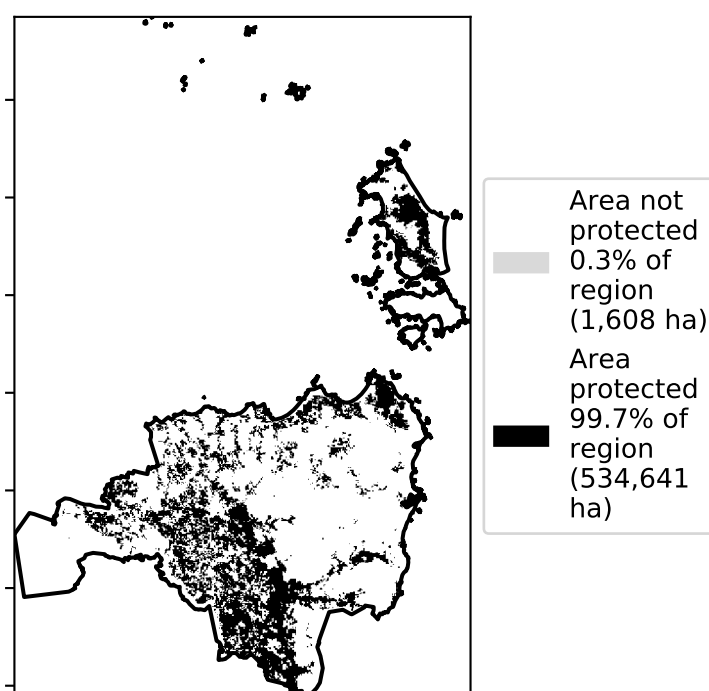 Area not
protected
0.3% of
region
(1,608 ha)
Area
protected
99.7% of
region
(534,641
ha)